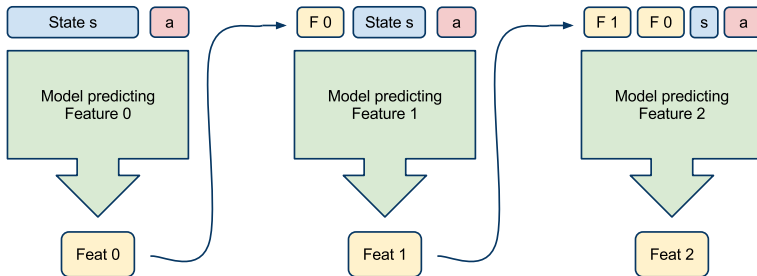 State s
a
F 0
State s
a
F 1
F 0
s
a
Model predicting
Feature 0
Model predicting
Feature 1
Model predicting
Feature 2
Feat 0
Feat 1
Feat 2